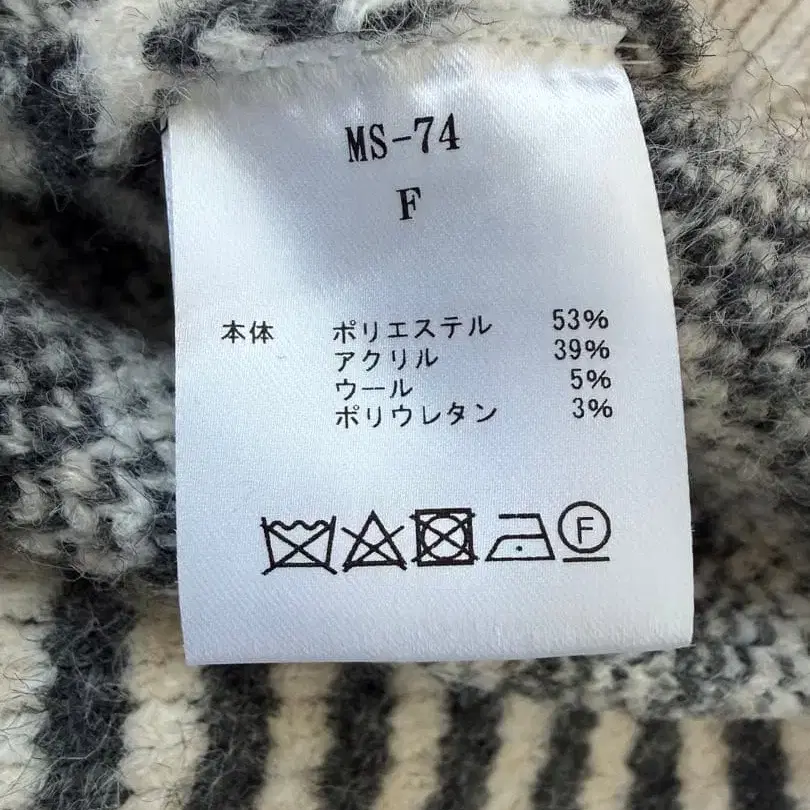 MS-74
F
本体 ポリエステル 53%
アクリル 39%
ウール 5%
ポリウレタン 3%
F